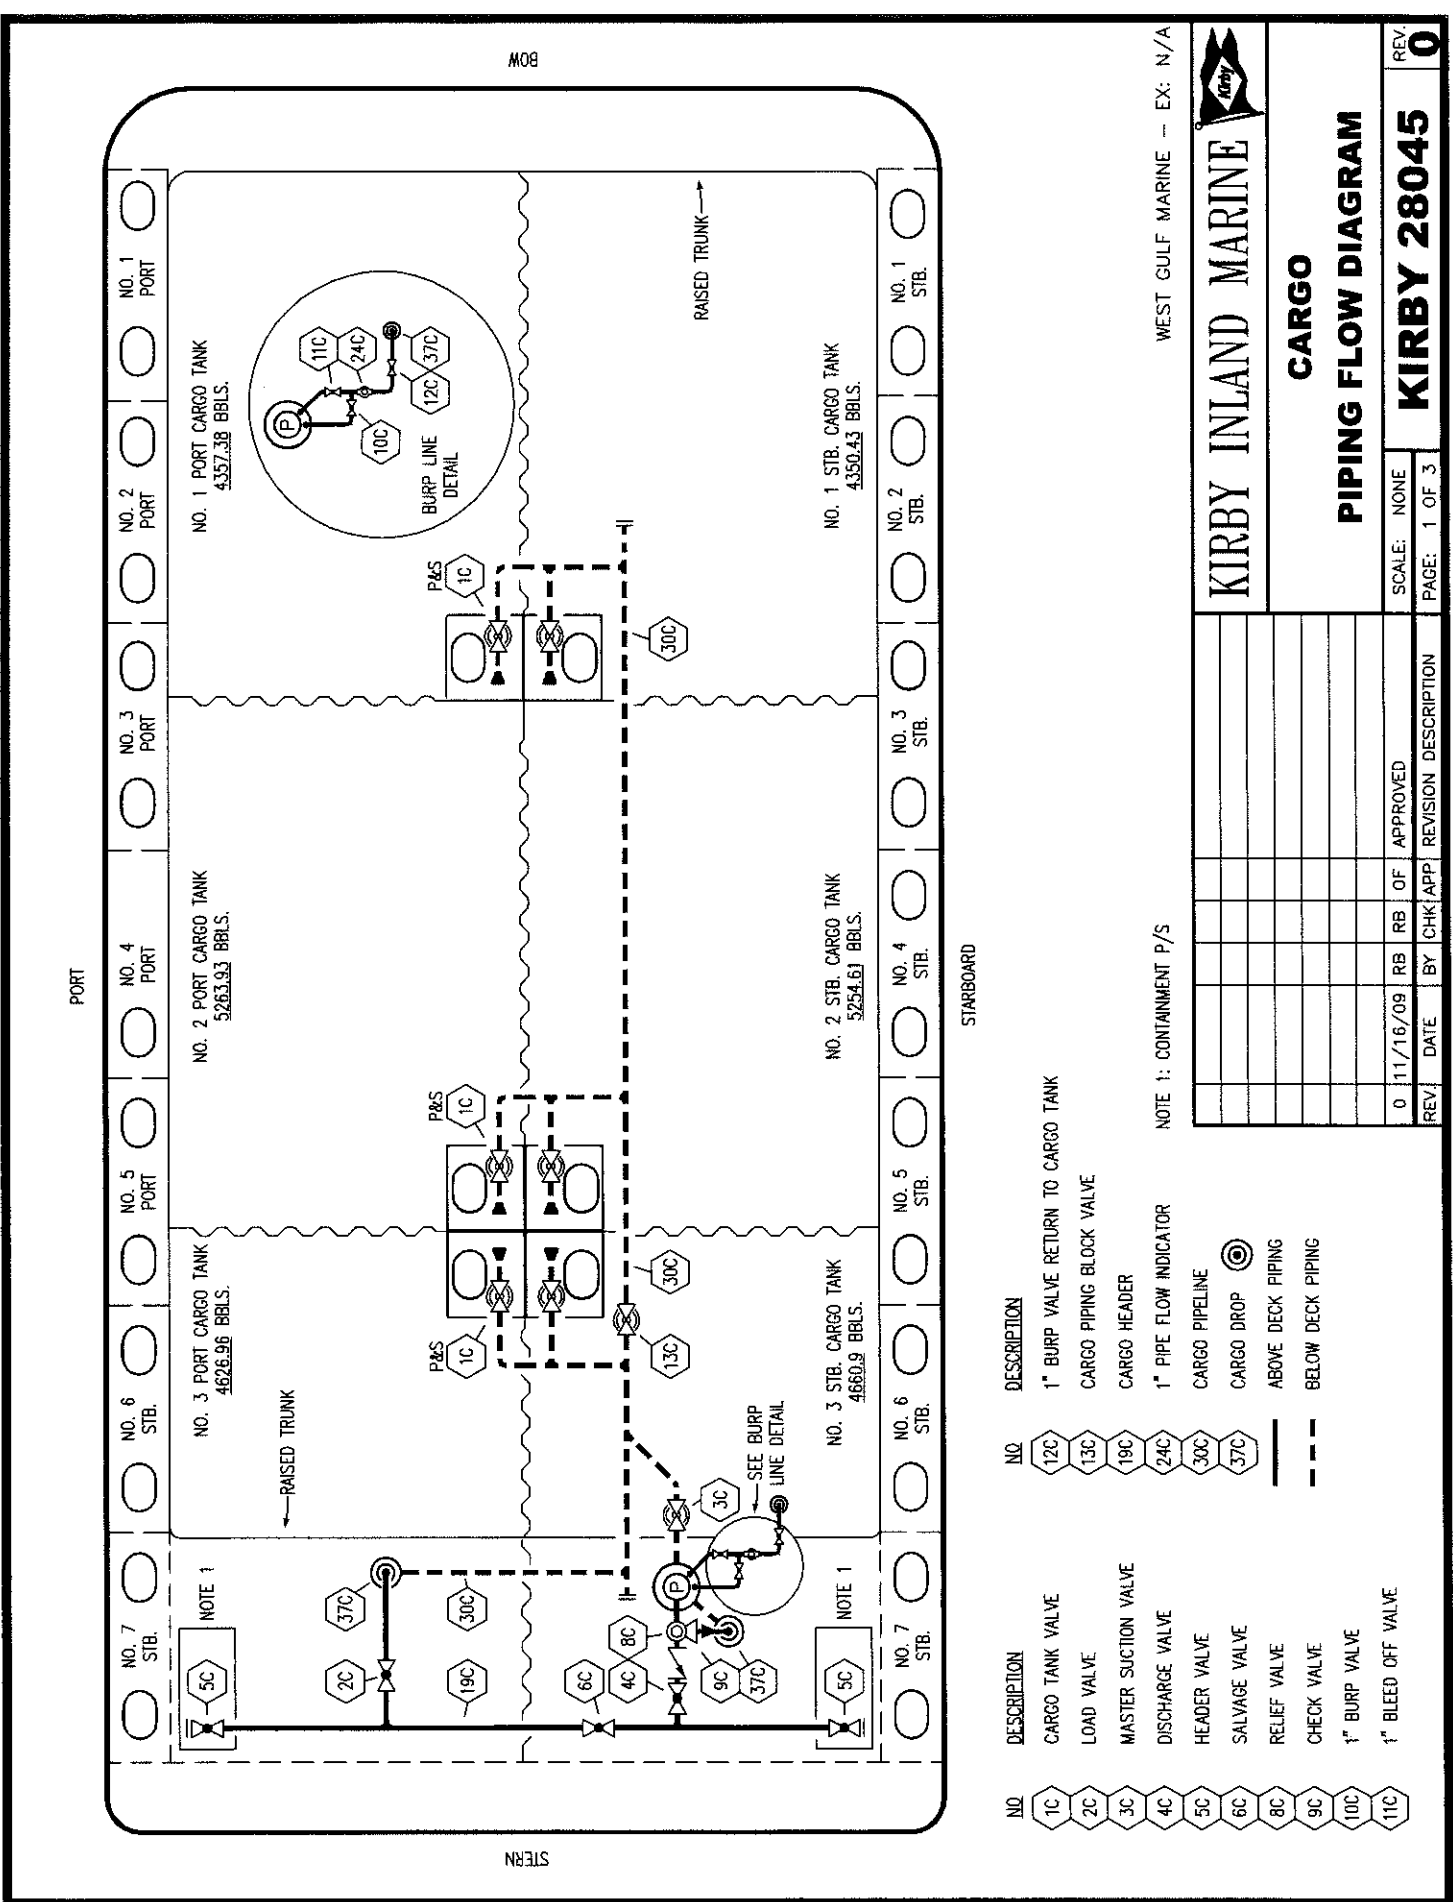 PORT
NO. 7
STB.
NO. 6
STB.
NO. 5
PORT
NO. 4
PORT
NO. 3
PORT
NO. 2
PORT
NO. 1
PORT
NOTE 1
RAISED TRUNK
NO. 3 PORT CARGO TANK
4626.96 BBLS.
NO. 2 PORT CARGO TANK
5263.93 BBLS.
NO. 1 PORT CARGO TANK
4357.38 BBLS.
5C
2C
37C
19C
30C
P&S
1C
P&S
1C
P&S
1C
BURP LINE
DETAIL
P
10C
11C
24C
12C
37C
STERN
BOW
6C
4C
8C
9C
37C
P
3C
13C
30C
30C
SEE BURP
LINE DETAIL
5C
NOTE 1
NO. 3 STB. CARGO TANK
4660.9 BBLS.
NO. 2 STB. CARGO TANK
5254.61 BBLS.
NO. 1 STB. CARGO TANK
4350.43 BBLS.
RAISED TRUNK
NO. 7
STB.
NO. 6
STB.
NO. 5
STB.
NO. 4
STB.
NO. 3
STB.
NO. 2
STB.
NO. 1
STB.
STARBOARD
NO DESCRIPTION
1C CARGO TANK VALVE
2C LOAD VALVE
3C MASTER SUCTION VALVE
4C DISCHARGE VALVE
5C HEADER VALVE
6C SALVAGE VALVE
8C RELIEF VALVE
9C CHECK VALVE
10C 1" BURP VALVE
11C 1" BLEED OFF VALVE
NO DESCRIPTION
12C 1" BURP VALVE RETURN TO CARGO TANK
13C CARGO PIPING BLOCK VALVE
19C CARGO HEADER
24C 1" PIPE FLOW INDICATOR
30C CARGO PIPELINE
37C CARGO DROP
ABOVE DECK PIPING
BELOW DECK PIPING
NOTE 1: CONTAINMENT P/S
WEST GULF MARINE - EX: N/A
0 11/16/09 RB RB OF APPROVED
REV. DATE BY CHK APP REVISION DESCRIPTION
KIRBY INLAND MARINE
Kirby
CARGO
PIPING FLOW DIAGRAM
SCALE: NONE
PAGE: 1 OF 3
KIRBY 28045
REV.
0